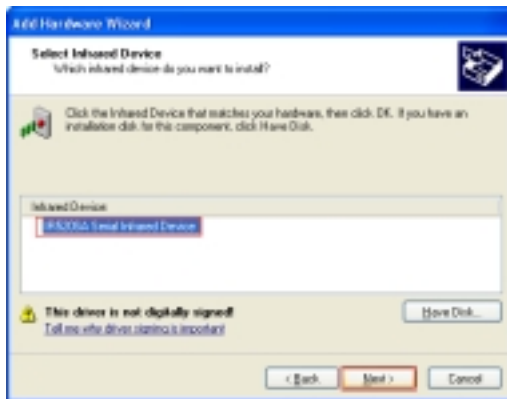 Add Hardware Wizard
Select Infrared Device
Which infrared device do you want to install?
Click the Infrared Device that matches your hardware, then click OK. If you have an
installation disk for this component, click Have Disk.
Infrared Device
Serial Infrared Device
This driver is not digitally signed!
Tell me why driver signing is important
Have Disk...
< Back
Next >
Cancel